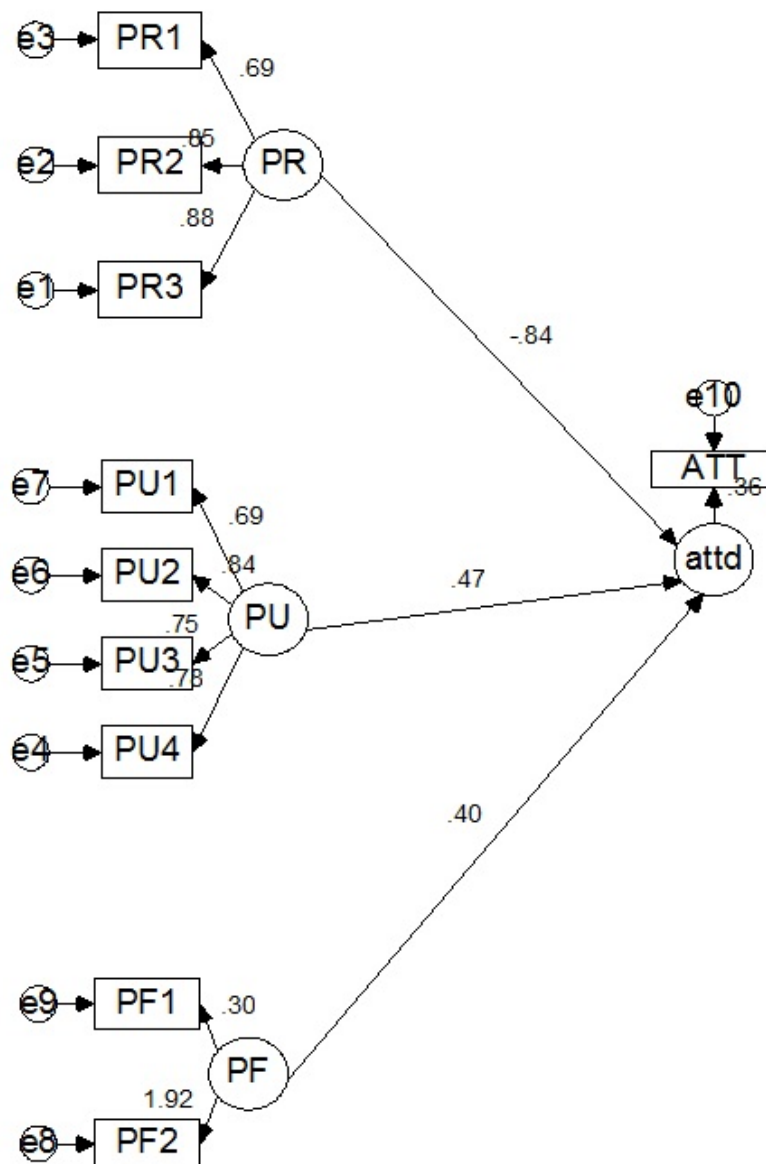 e3
PR1
.69
e2
PR2
.85
PR
.88
e1
PR3
-.84
e10
ATT
.36
e7
PU1
.69
attd
e6
PU2
.84
.47
PU
.75
e5
PU3
.78
e4
PU4
.40
e9
PF1
.30
PF
1.92
e8
PF2